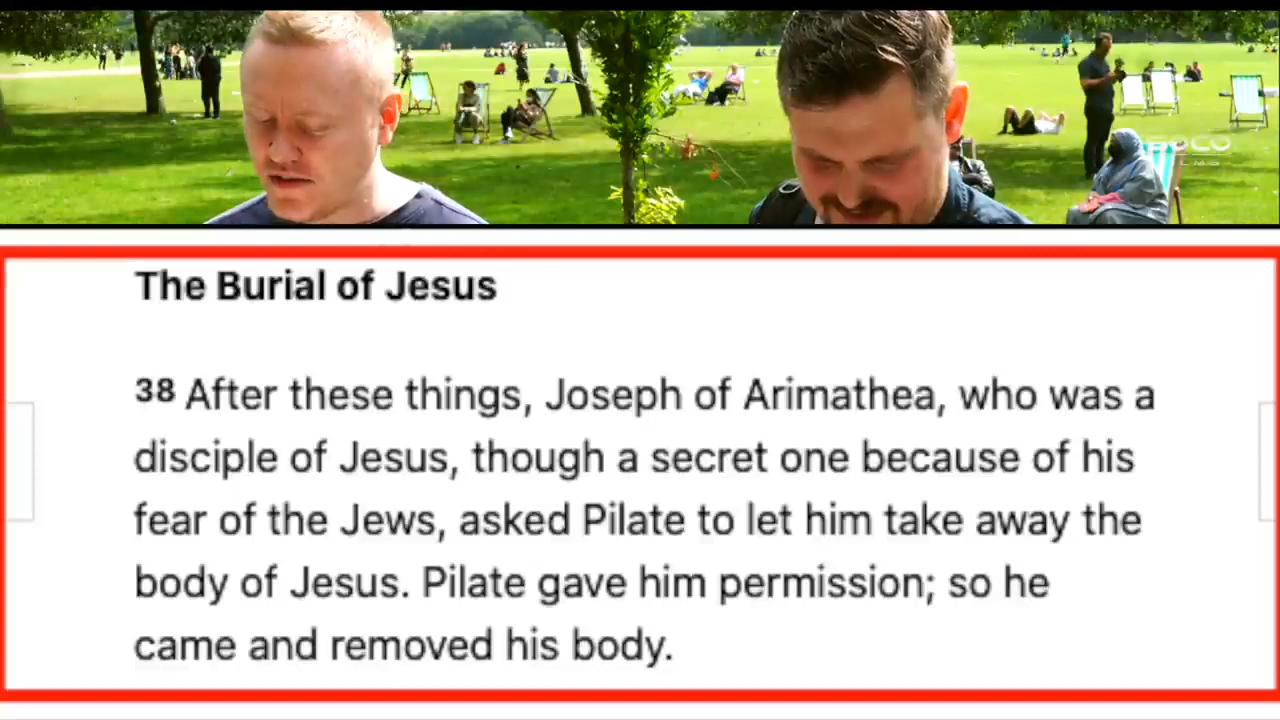 SOCO
The Burial of Jesus
38 After these things, Joseph of Arimathea, who was a
disciple of Jesus, though a secret one because of his
fear of the Jews, asked Pilate to let him take away the
body of Jesus. Pilate gave him permission; so he
came and removed his body.